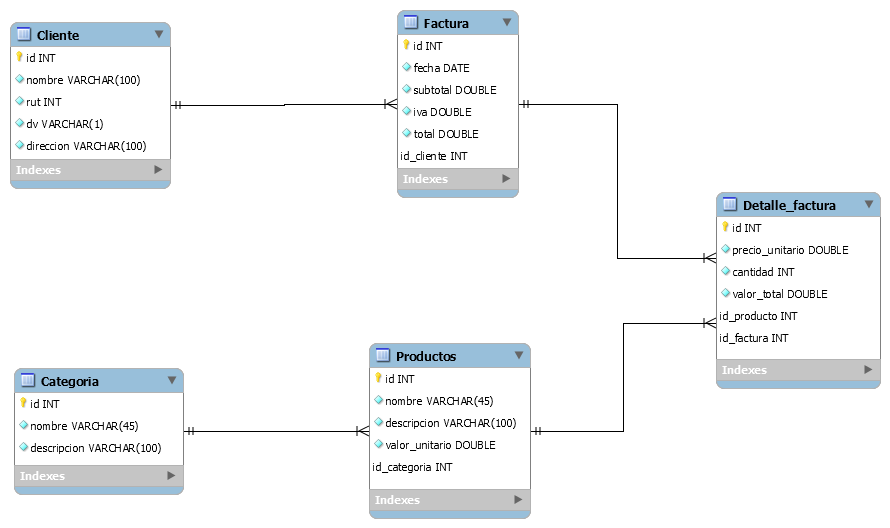 Cliente
id INT
nombre VARCHAR(100)
rut INT
dv VARCHAR(1)
direccion VARCHAR(100)
Indexes
Factura
id INT
fecha DATE
subtotal DOUBLE
iva DOUBLE
total DOUBLE
id_cliente INT
Indexes
Detalle_factura
id INT
precio_unitario DOUBLE
cantidad INT
valor_total DOUBLE
id_producto INT
id_factura INT
Indexes
Categoria
id INT
nombre VARCHAR(45)
descripcion VARCHAR(100)
Indexes
Productos
id INT
nombre VARCHAR(45)
descripcion VARCHAR(100)
valor_unitario DOUBLE
id_categoria INT
Indexes